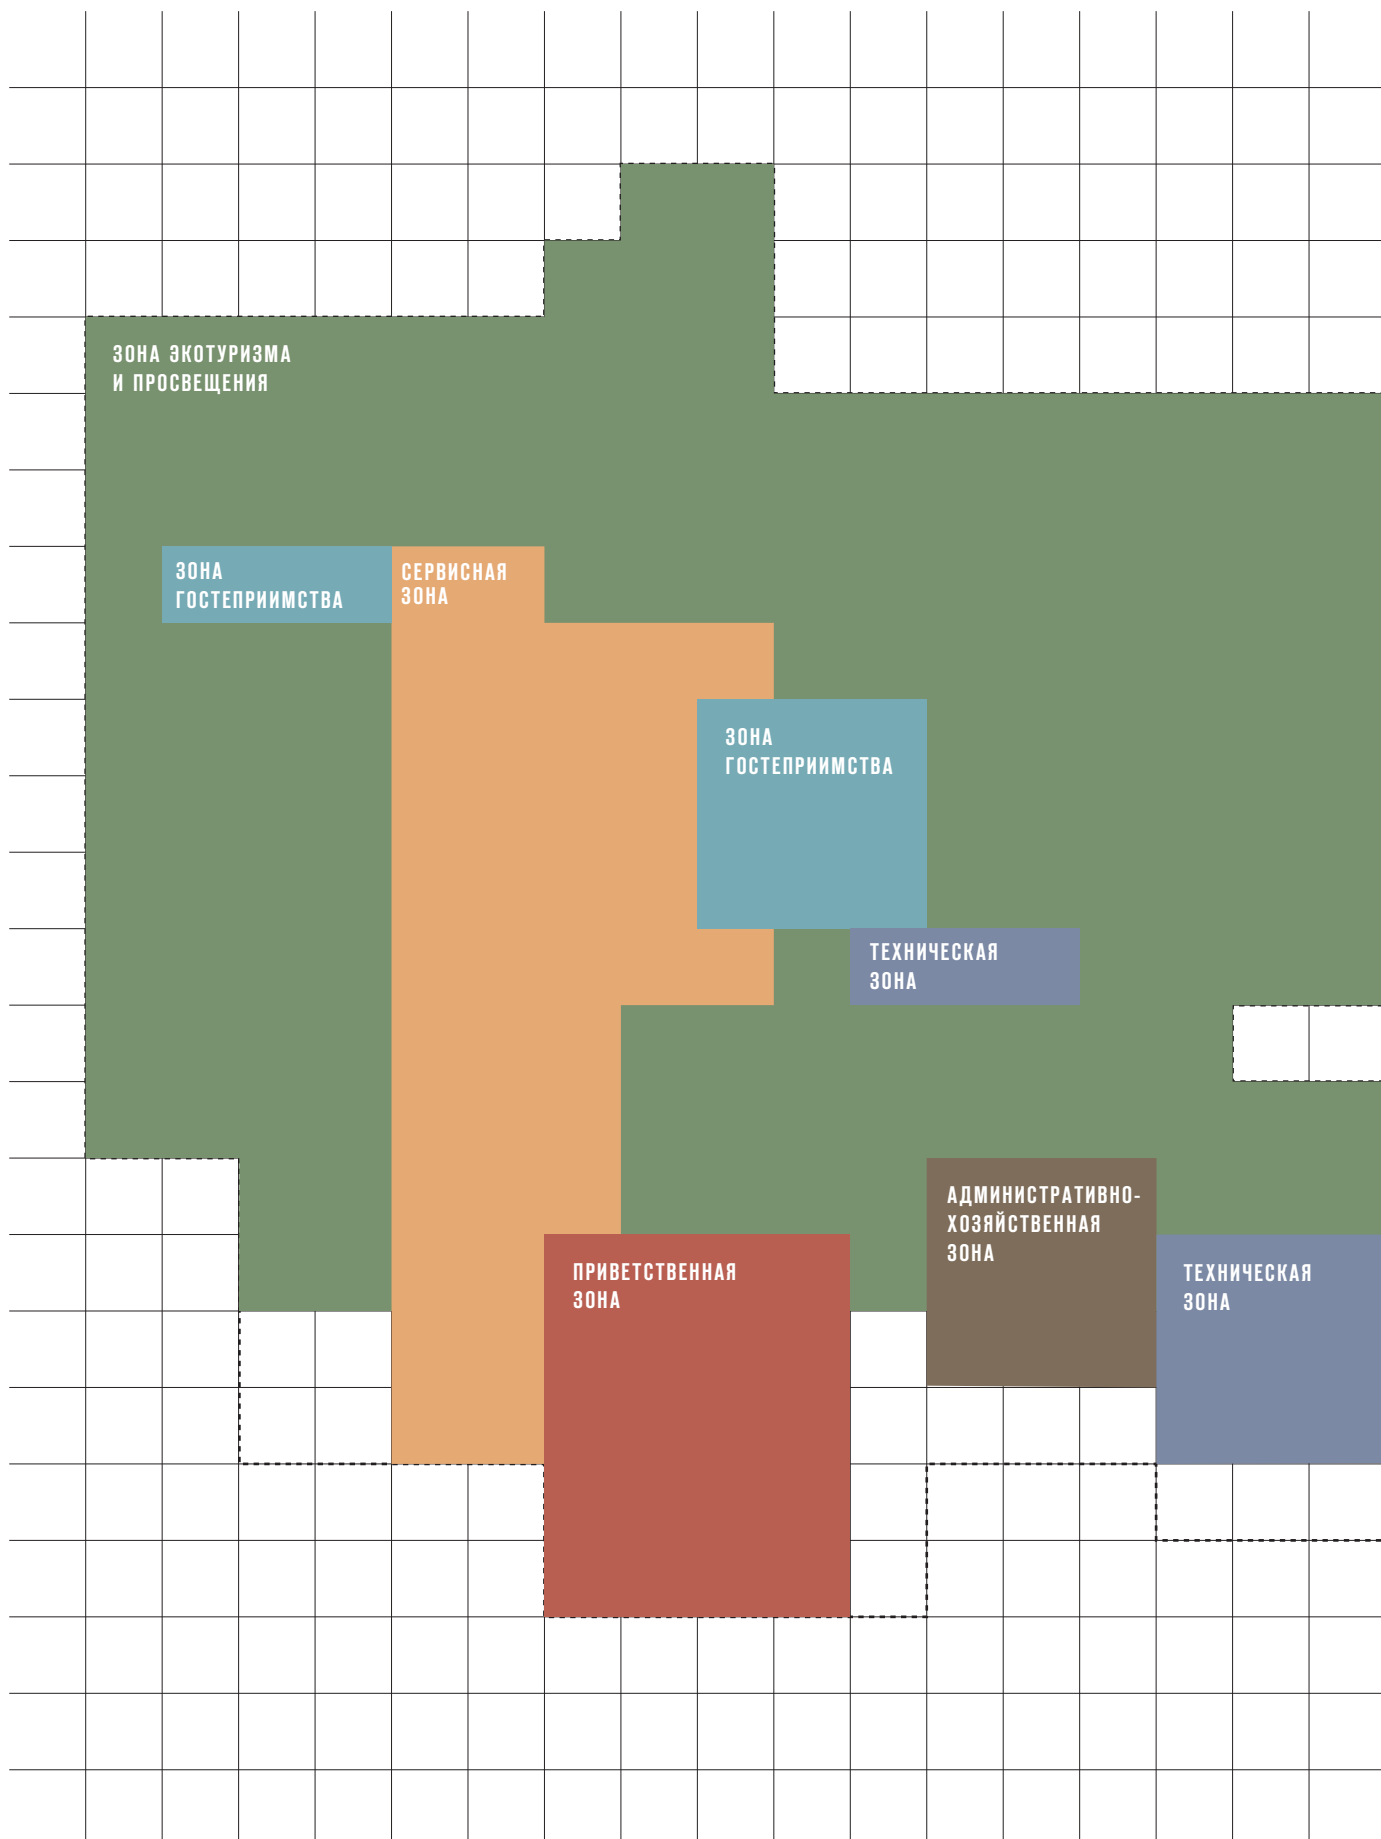 ЗОНА ЭКОТУРИЗМА
И ПРОСВЕЩЕНИЯ
ЗОНА
ГОСТЕПРИИМСТВА
СЕРВИСНАЯ
ЗОНА
ЗОНА
ГОСТЕПРИИМСТВА
ТЕХНИЧЕСКАЯ
ЗОНА
АДМИНИСТРАТИВНО-
ХОЗЯЙСТВЕННАЯ
ЗОНА
ПРИВЕТСТВЕННАЯ
ЗОНА
ТЕХНИЧЕСКАЯ
ЗОНА